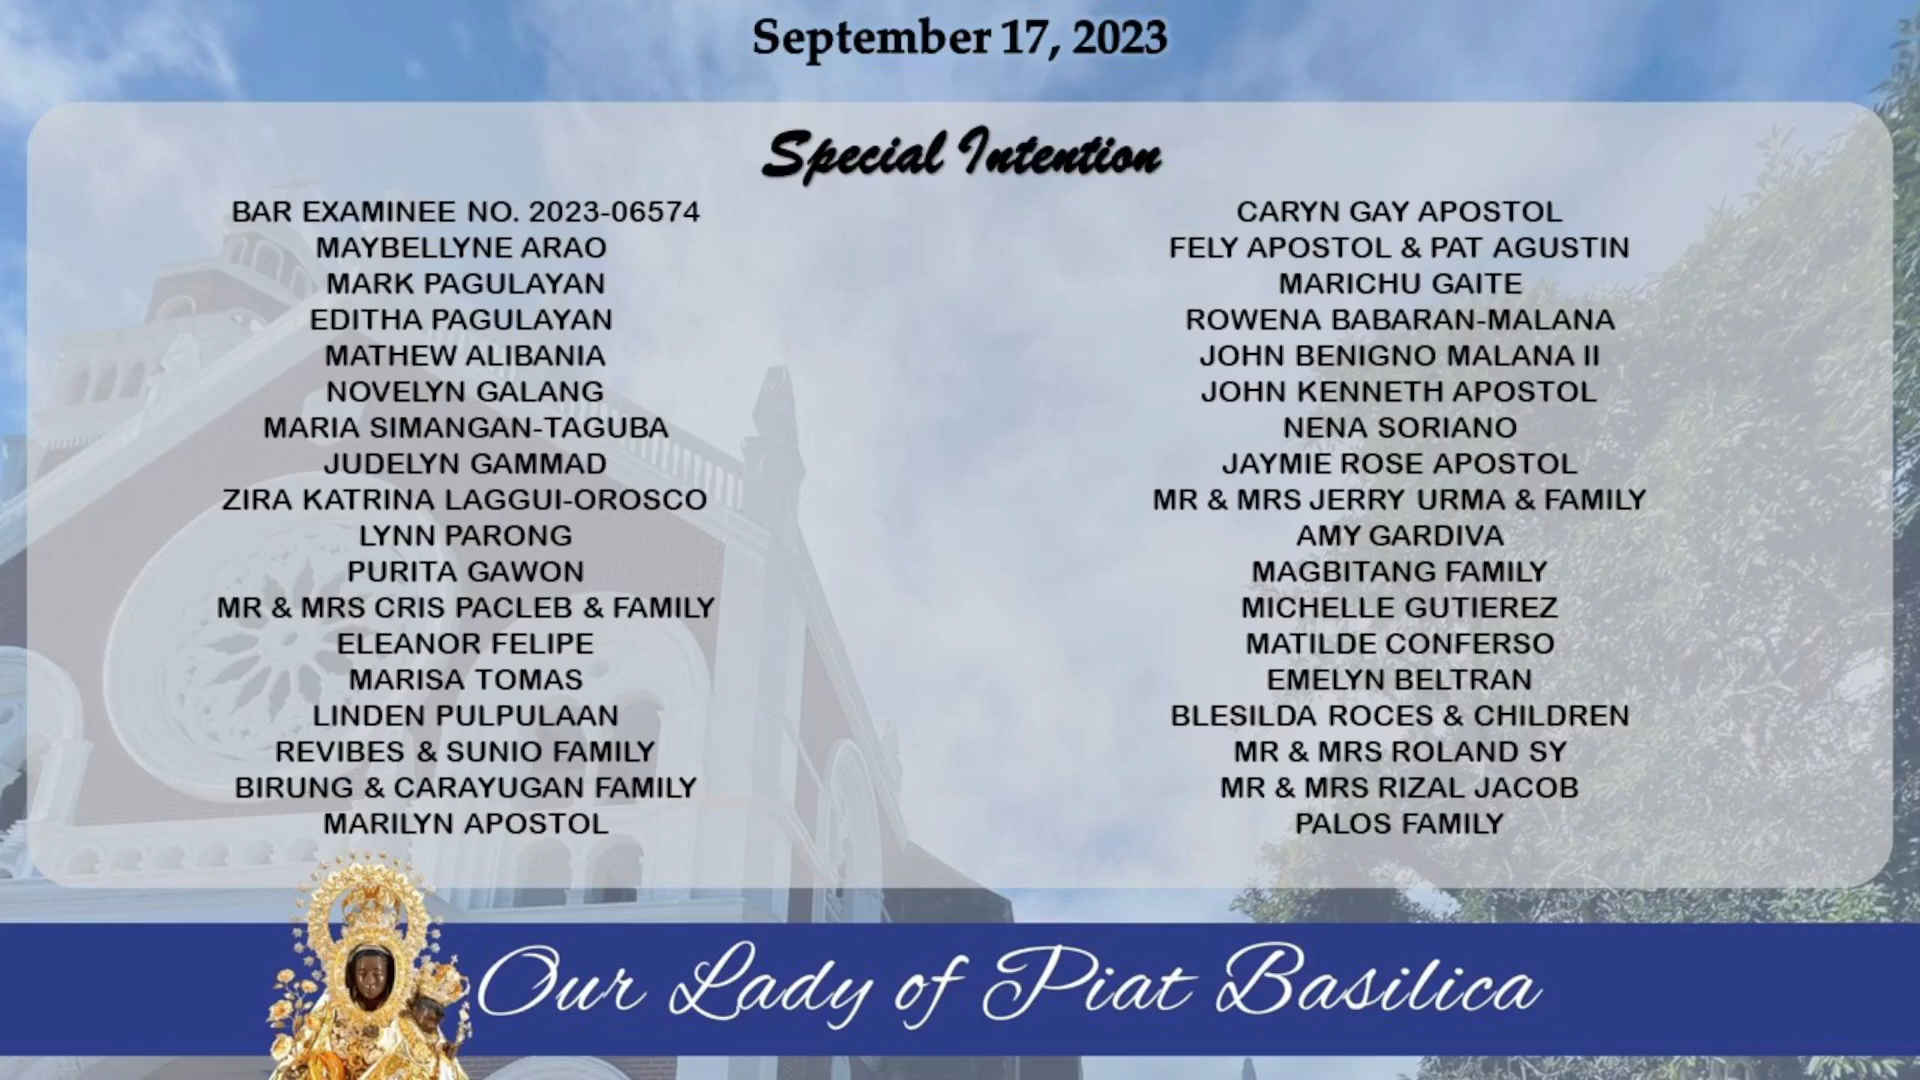 September 17, 2023
Special Intention
BAR EXAMINEE NO. 2023-06574
MAYBELLYNE ARAO
MARK PAGULAYAN
EDITHA PAGULAYAN
MATHEW ALIBANIA
NOVELYN GALANG
MARIA SIMANGAN-TAGUBA
JUDELYN GAMMAD
ZIRA KATRINA LAGGUI-OROSCO
LYNN PARONG
PURITA GAWON
MR & MRS CRIS PACLEB & FAMILY
ELEANOR FELIPE
MARISA TOMAS
LINDEN PULPULAAN
REVIBES & SUNIO FAMILY
BIRUNG & CARAYUGAN FAMILY
MARILYN APOSTOL
CARYN GAY APOSTOL
FELY APOSTOL & PAT AGUSTIN
MARICHU GAITE
ROWENA BABARAN-MALANA
JOHN BENIGNO MALANA II
JOHN KENNETH APOSTOL
NENA SORIANO
JAYMIE ROSE APOSTOL
MR & MRS JERRY URMA & FAMILY
AMY GARDIVA
MAGBITANG FAMILY
MICHELLE GUTIEREZ
MATILDE CONFERSO
EMELYN BELTRAN
BLESILDA ROCES & CHILDREN
MR & MRS ROLAND SY
MR & MRS RIZAL JACOB
PALOS FAMILY
Our Lady of Piat Basilica